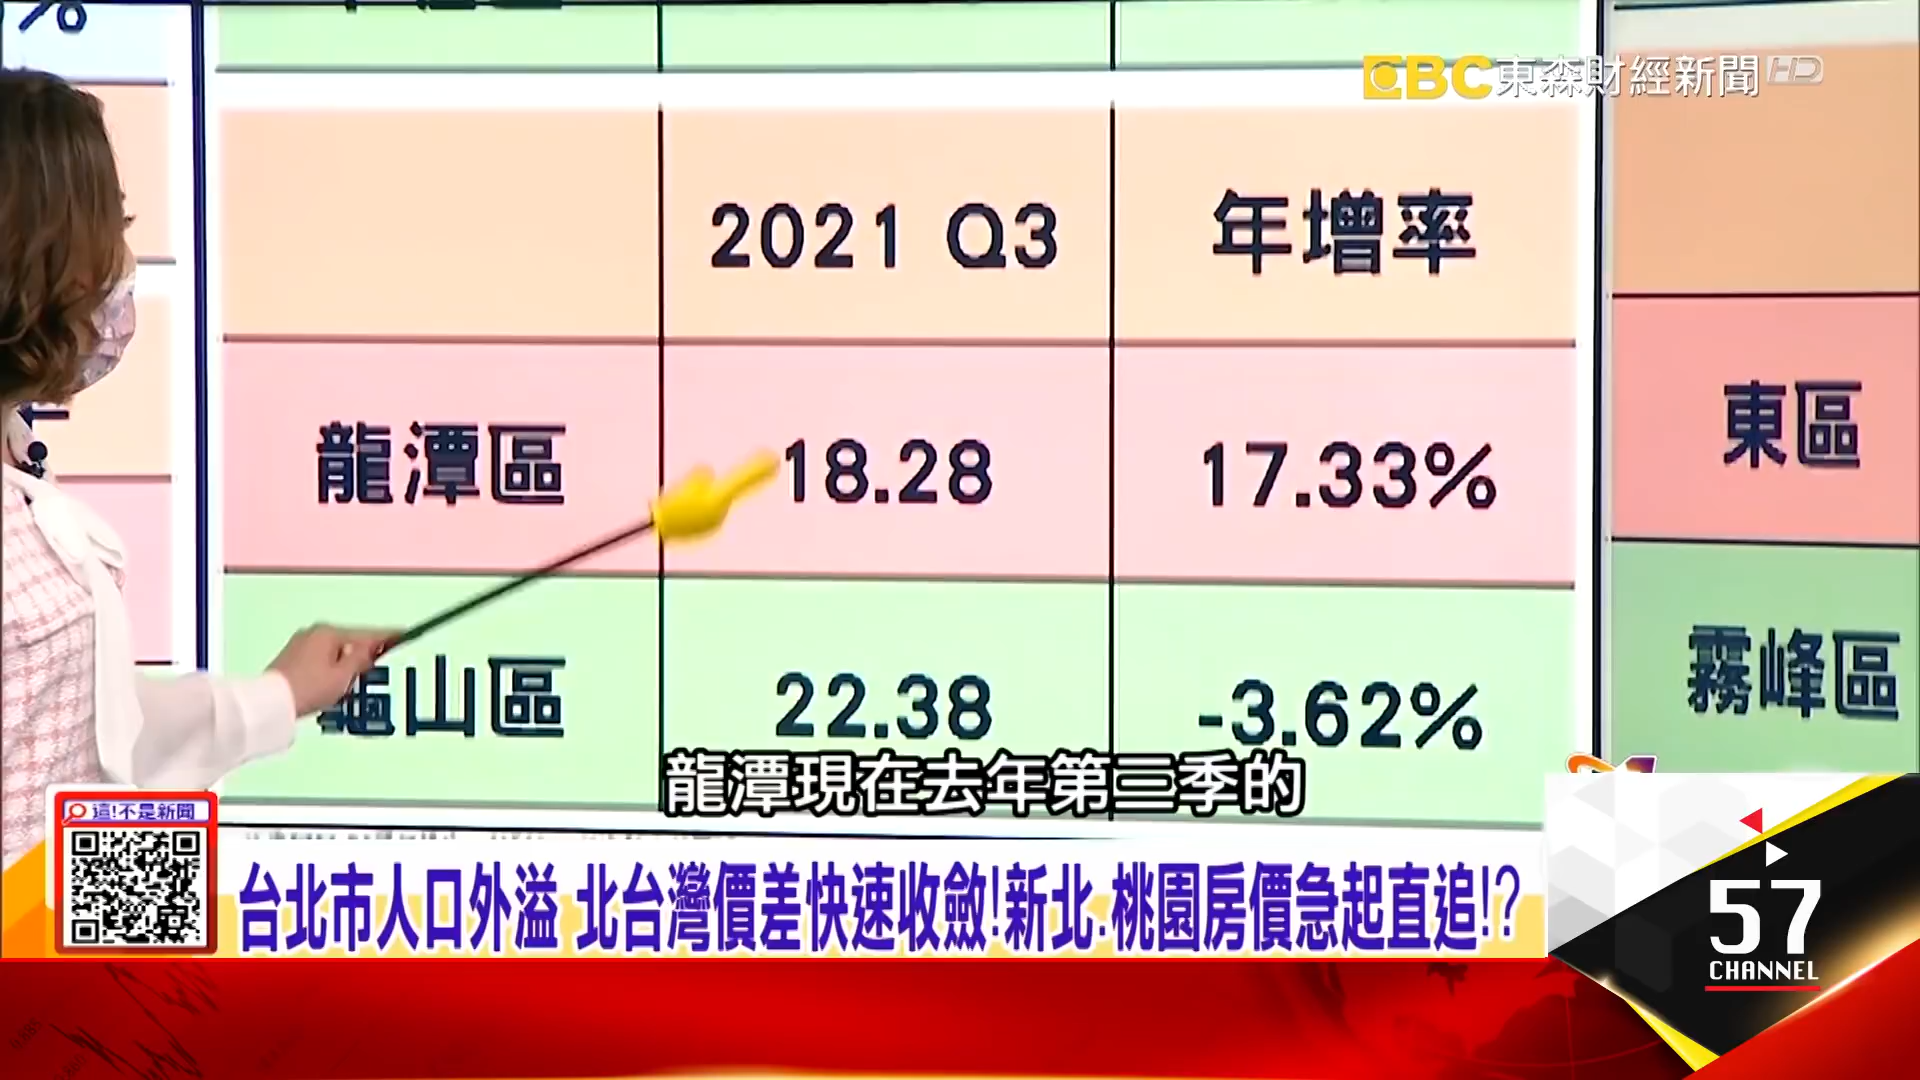 %
EBC東森財經新聞HD
2021 Q3
年增率
龍潭區
18.28
17.33%
東區
龜山區
22.38
-3.62%
霧峰區
龍潭現在去年第三季的
這!不是新聞
台北市人口外溢 北台灣價差快速收斂!新北.桃園房價急起直追!?
57
CHANNEL